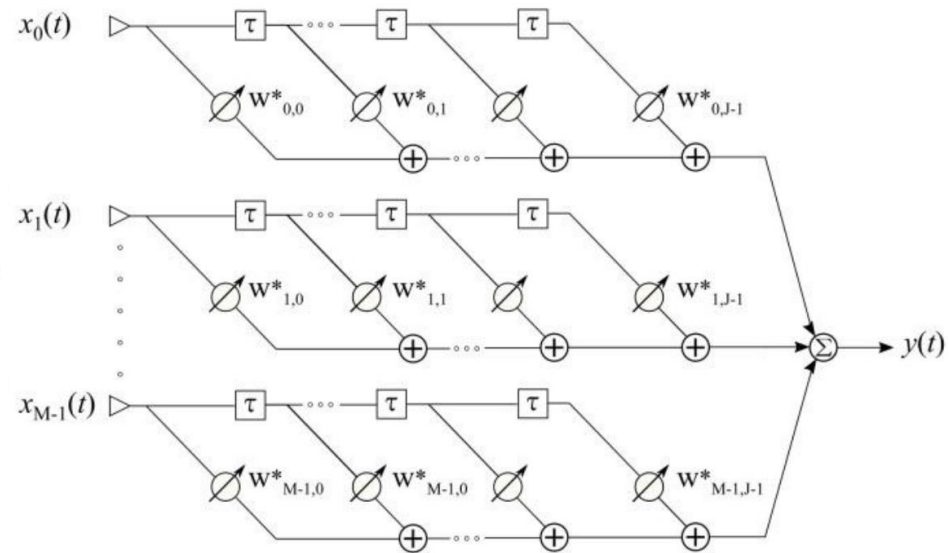 x0(t) τ τ τ
w*0,0 w*0,1 w*0,J-1
+ + +
x1(t) τ τ τ
w*1,0 w*1,1 w*1,J-1
+ + + Σ y(t)
xM-1(t) τ τ τ
w*M-1,0 w*M-1,0 w*M-1,J-1
+ + +